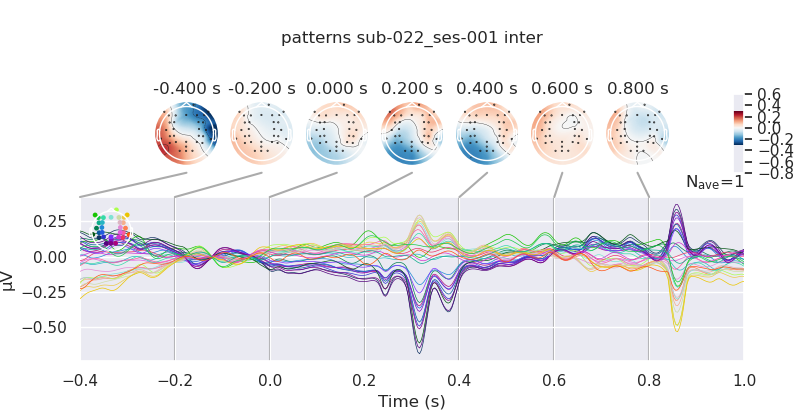 patterns sub-022_ses-001 inter
-0.400 s -0.200 s 0.000 s 0.200 s 0.400 s 0.600 s 0.800 s
0.6
0.4
0.2
0.0
−0.2
−0.4
−0.6
−0.8
Nave=1
0.25
0.00
−0.25
−0.50
µV
−0.4 −0.2 0.0 0.2 0.4 0.6 0.8 1.0
Time (s)